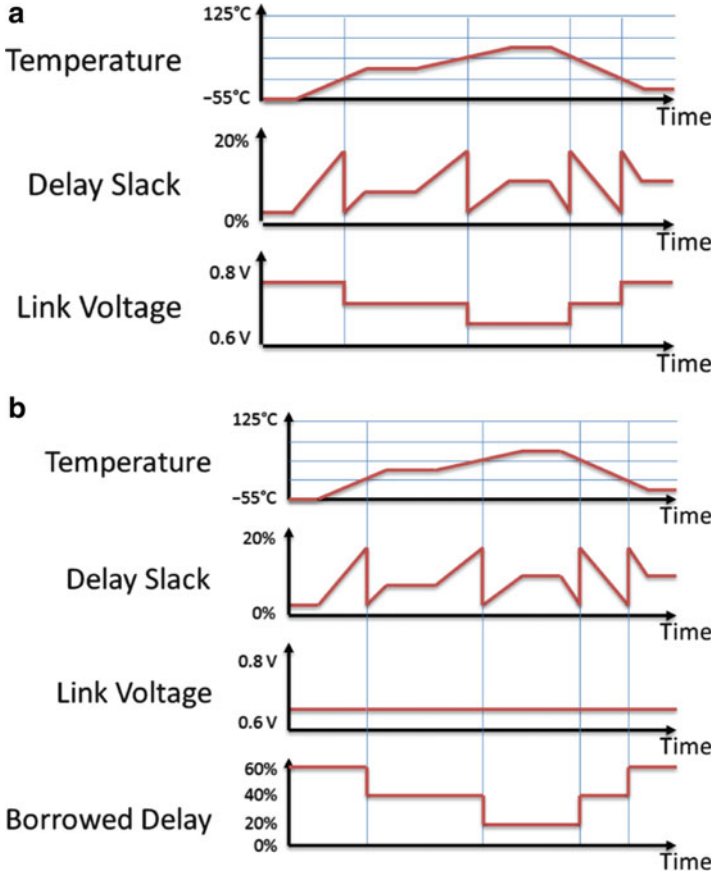 a
125°C
Temperature
−55°C
Time
20%
Delay Slack
0%
Time
0.8 V
Link Voltage
0.6 V
Time
b
125°C
Temperature
−55°C
Time
20%
Delay Slack
0%
Time
0.8 V
Link Voltage
0.6 V
Time
60%
40%
Borrowed Delay
20%
0%
Time